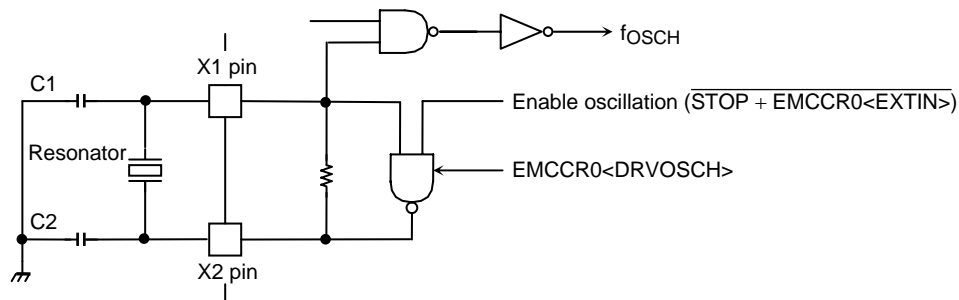 fOSCH
X1 pin
C1
Enable oscillation (STOP + EMCCR0<EXTIN>)
Resonator
EMCCR0<DRVOSCH>
C2
X2 pin